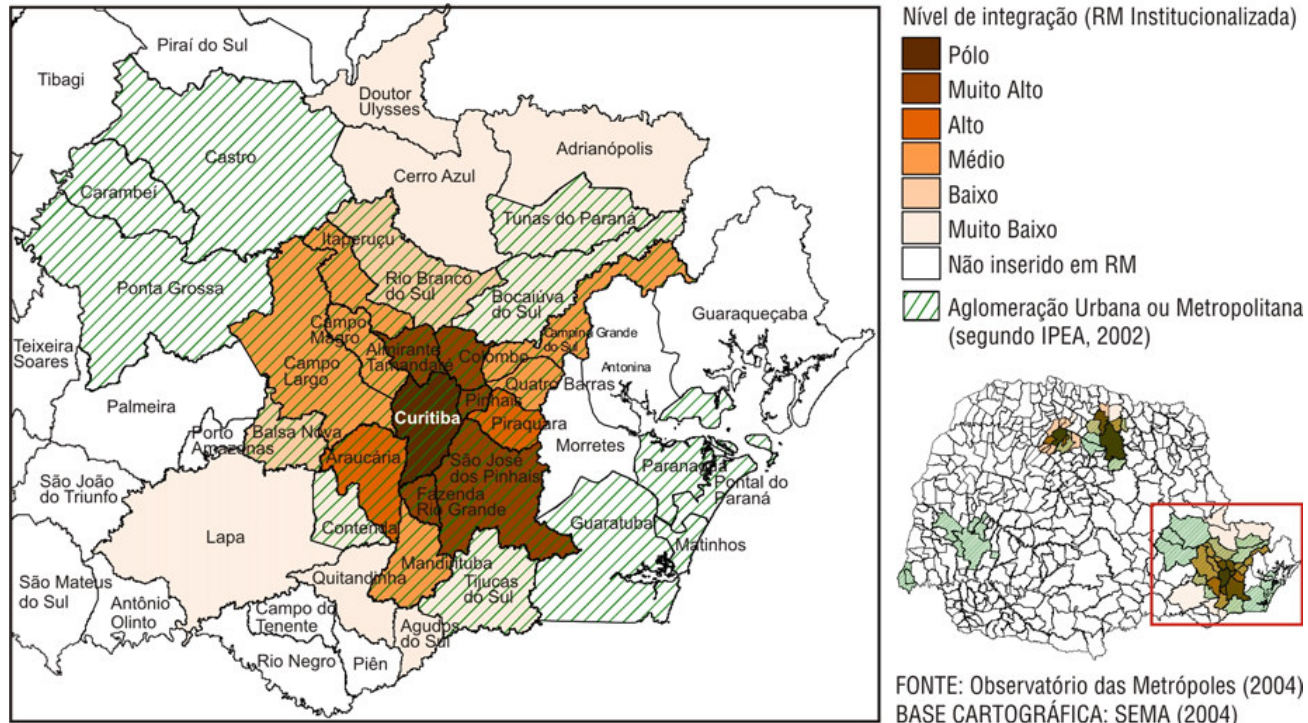 Piraí do Sul
Tibagi
Doutor
Ulysses
Castro
Adrianópolis
Carambeí
Cerro Azul
Tunas do Paraná
Itaperuçu
Ponta Grossa
Rio Branco
do Sul
Bocaiúva
do Sul
Guaraqueçaba
Teixeira
Soares
Campo
Magro
Campina Grande
do Sul
Almirante
Tamandaré
Colombo
Antonina
Campo
Largo
Quatro Barras
Palmeira
Pinhais
Curitiba
Piraquara
Porto
Amazonas
Balsa Nova
Morretes
Araucária
São José
dos Pinhais
Paranaguá
Pontal do
Paraná
São João
do Triunfo
Fazenda
Rio Grande
Guaratuba
Contenda
Lapa
Matinhos
Mandirituba
Quitandinha
Tijucas
do Sul
São Mateus
do Sul
Antônio
Olinto
Campo do
Tenente
Agudos
do Sul
Rio Negro
Piên
Nível de integração (RM Institucionalizada)
Pólo
Muito Alto
Alto
Médio
Baixo
Muito Baixo
Não inserido em RM
Aglomeração Urbana ou Metropolitana
(segundo IPEA, 2002)
FONTE: Observatório das Metrópoles (2004)
BASE CARTOGRÁFICA: SEMA (2004)